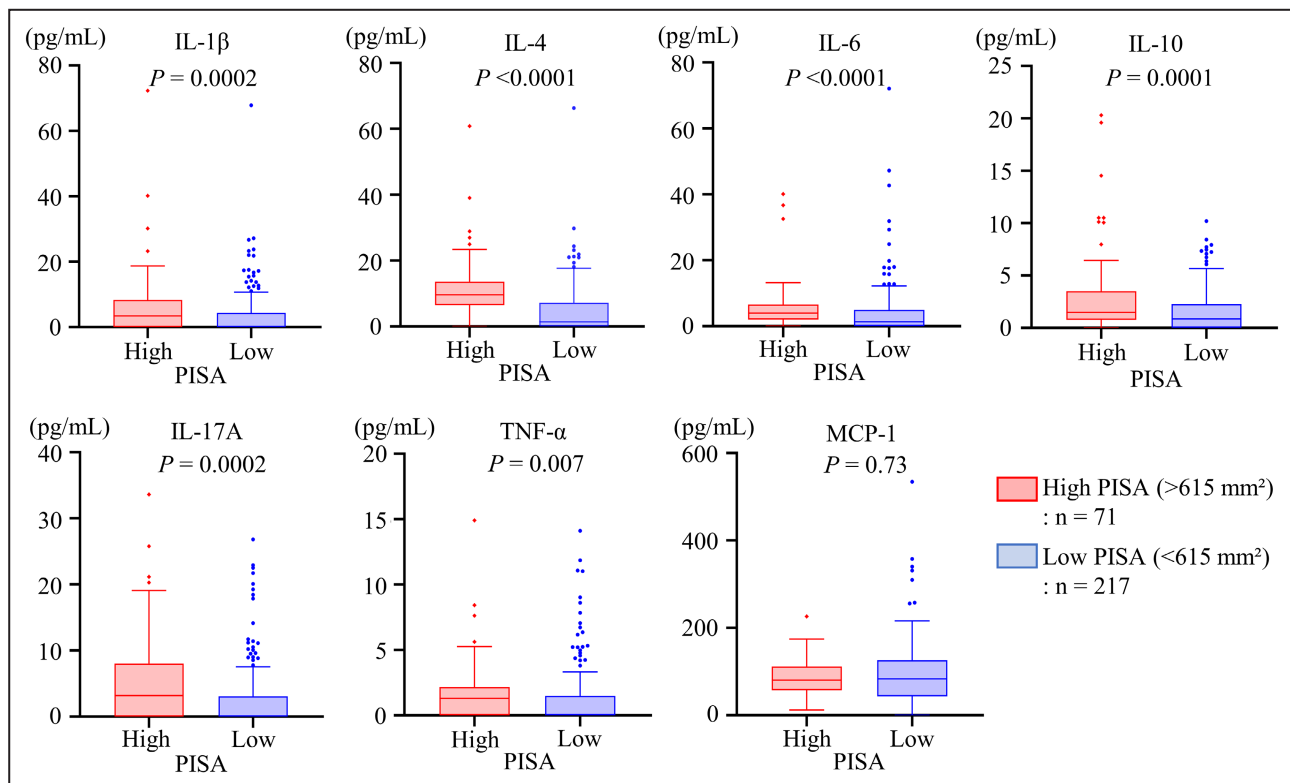 (pg/mL)
IL-1β
P = 0.0002
80
60
40
20
0
High
Low
PISA
(pg/mL)
IL-4
P <0.0001
80
60
40
20
0
High
Low
PISA
(pg/mL)
IL-6
P <0.0001
80
60
40
20
0
High
Low
PISA
(pg/mL)
IL-10
P = 0.0001
25
20
15
10
5
0
High
Low
PISA
(pg/mL)
IL-17A
P = 0.0002
40
30
20
10
0
High
Low
PISA
(pg/mL)
TNF-α
P = 0.007
20
15
10
5
0
High
Low
PISA
(pg/mL)
MCP-1
P = 0.73
600
400
200
0
High
Low
PISA
High PISA (>615 mm²)
: n = 71
Low PISA (<615 mm²)
: n = 217